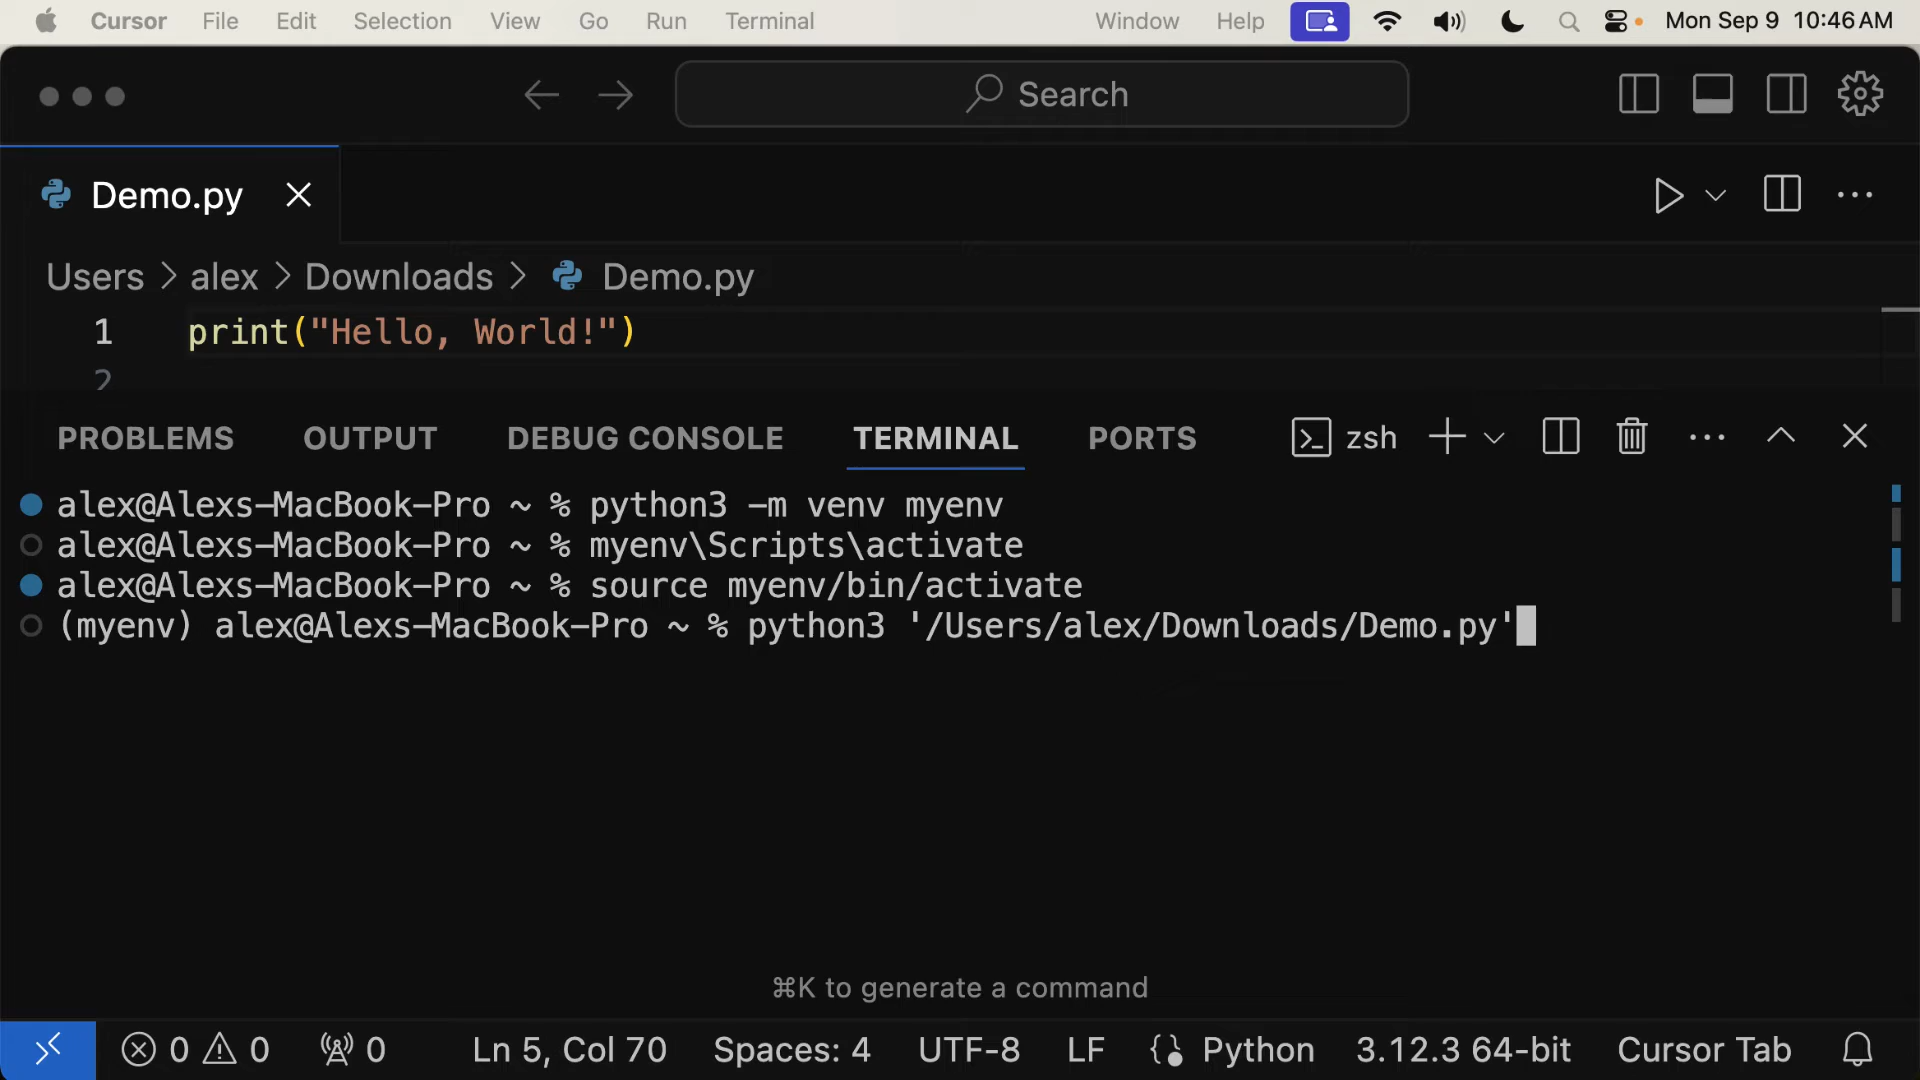 Cursor File Edit Selection View Go Run Terminal Window Help Mon Sep 9 10:46 AM
Search
Demo.py
Users > alex > Downloads > Demo.py
1 print("Hello, World!")
2
PROBLEMS OUTPUT DEBUG CONSOLE TERMINAL PORTS zsh
alex@Alexs-MacBook-Pro ~ % python3 -m venv myenv
alex@Alexs-MacBook-Pro ~ % myenv\Scripts\activate
alex@Alexs-MacBook-Pro ~ % source myenv/bin/activate
(myenv) alex@Alexs-MacBook-Pro ~ % python3 '/Users/alex/Downloads/Demo.py'
⌘K to generate a command
0 0 0 Ln 5, Col 70 Spaces: 4 UTF-8 LF Python 3.12.3 64-bit Cursor Tab